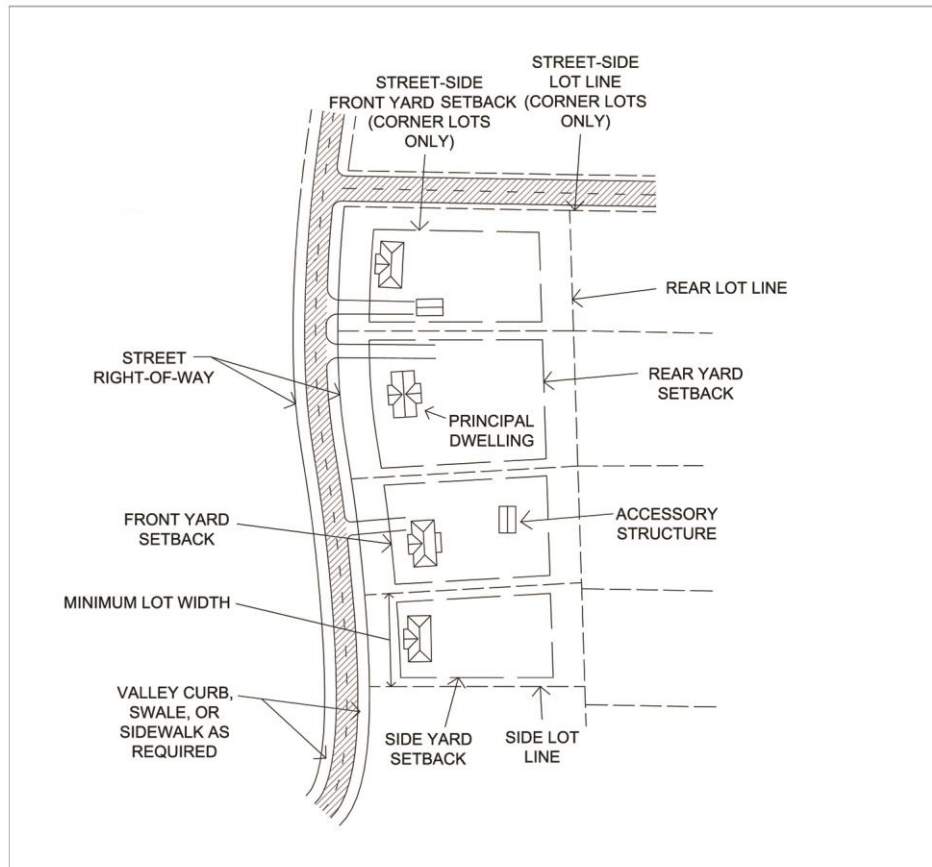 STREET-SIDE
FRONT YARD SETBACK
(CORNER LOTS
ONLY)
STREET-SIDE
LOT LINE
(CORNER LOTS
ONLY)
REAR LOT LINE
STREET
RIGHT-OF-WAY
REAR YARD
SETBACK
PRINCIPAL
DWELLING
FRONT YARD
SETBACK
ACCESSORY
STRUCTURE
MINIMUM LOT WIDTH
VALLEY CURB,
SWALE, OR
SIDEWALK AS
REQUIRED
SIDE YARD
SETBACK
SIDE LOT
LINE